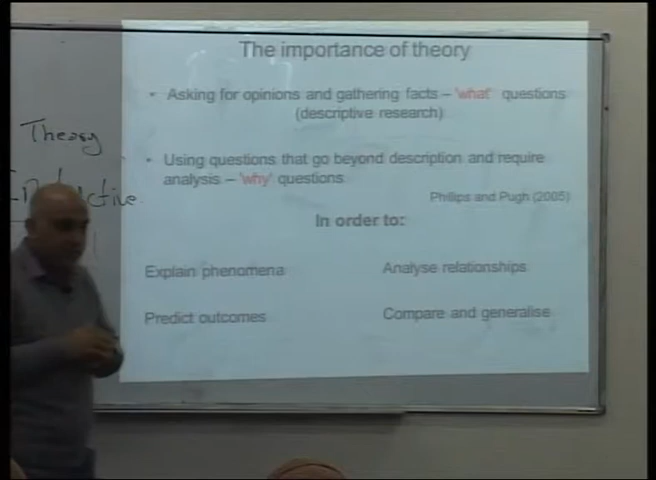 The importance of theory
• Asking for opinions and gathering facts – 'what' questions
(descriptive research)
• Using questions that go beyond description and require
analysis – 'why' questions
Phillips and Pugh (2005)
In order to:
Explain phenomena
Analyse relationships
Predict outcomes
Compare and generalise
Theory